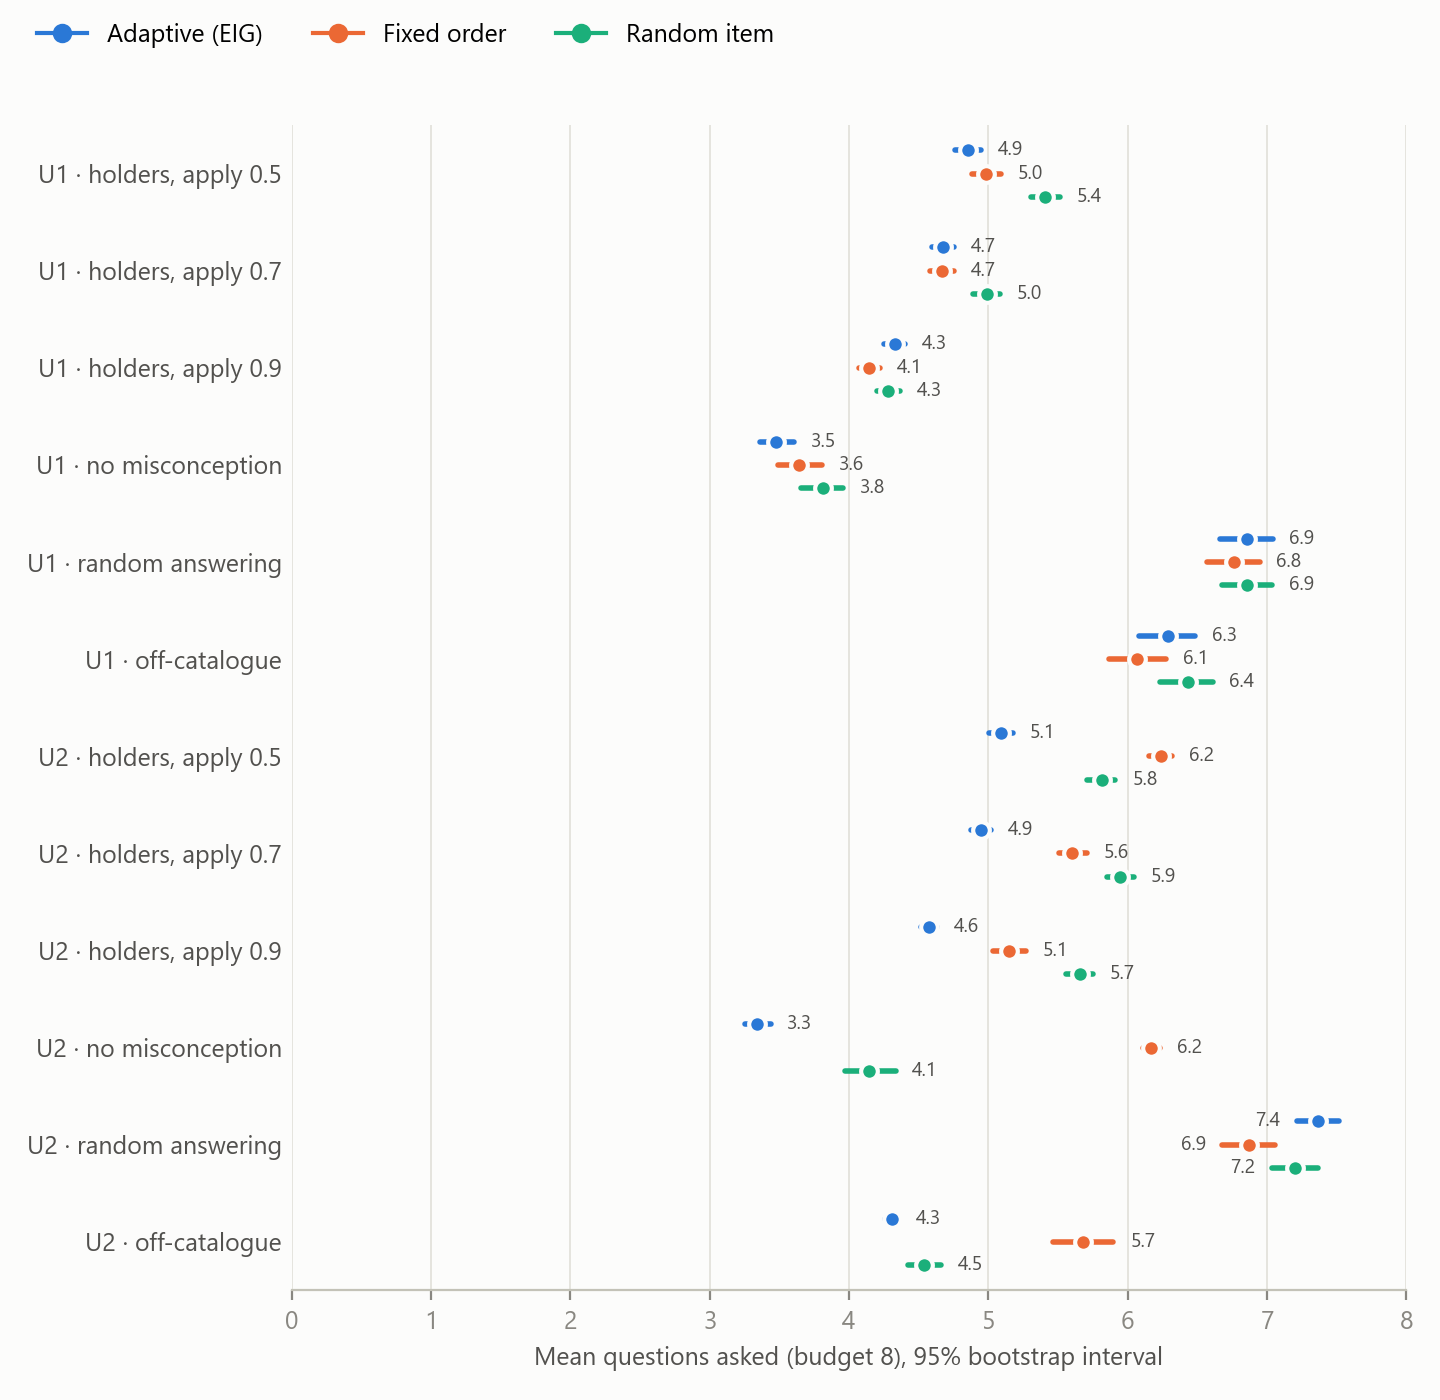 Adaptive (EIG) Fixed order Random item
4.9
U1 · holders, apply 0.5 5.0
5.4
4.7
U1 · holders, apply 0.7 4.7
5.0
4.3
U1 · holders, apply 0.9 4.1
4.3
3.5
U1 · no misconception 3.6
3.8
6.9
U1 · random answering 6.8
6.9
6.3
U1 · off-catalogue 6.1
6.4
5.1
U2 · holders, apply 0.5 6.2
5.8
4.9
U2 · holders, apply 0.7 5.6
5.9
4.6
U2 · holders, apply 0.9 5.1
5.7
3.3
U2 · no misconception 6.2
4.1
7.4
U2 · random answering 6.9
7.2
4.3
U2 · off-catalogue 5.7
4.5
0 1 2 3 4 5 6 7 8
Mean questions asked (budget 8), 95% bootstrap interval